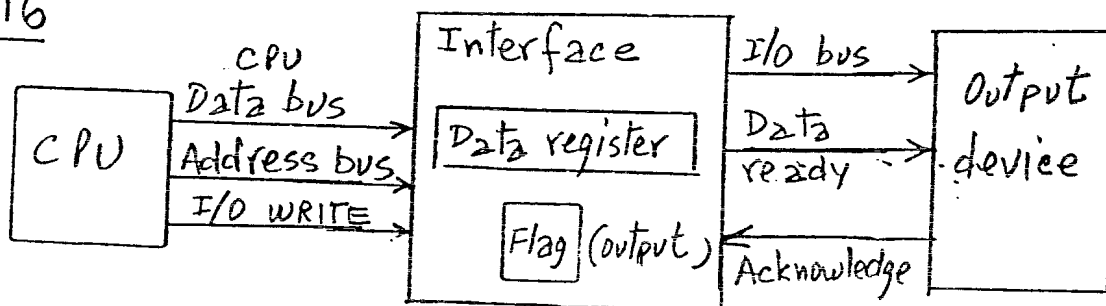 16
CPU
CPU
Data bus
Address bus
I/O WRITE
Interface
Data register
Flag (output)
I/O bus
Data
ready
Acknowledge
Output
device